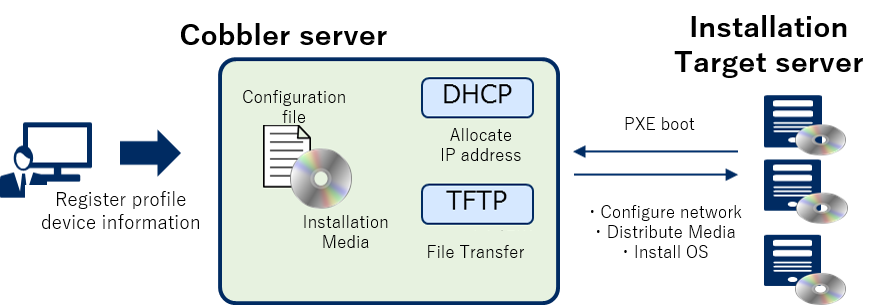 Cobbler server
Installation
Target server
Configuration
file
DHCP
Allocate
IP address
PXE boot
Register profile
device information
Installation
Media
TFTP
File Transfer
・Configure network
・Distribute Media
・Install OS